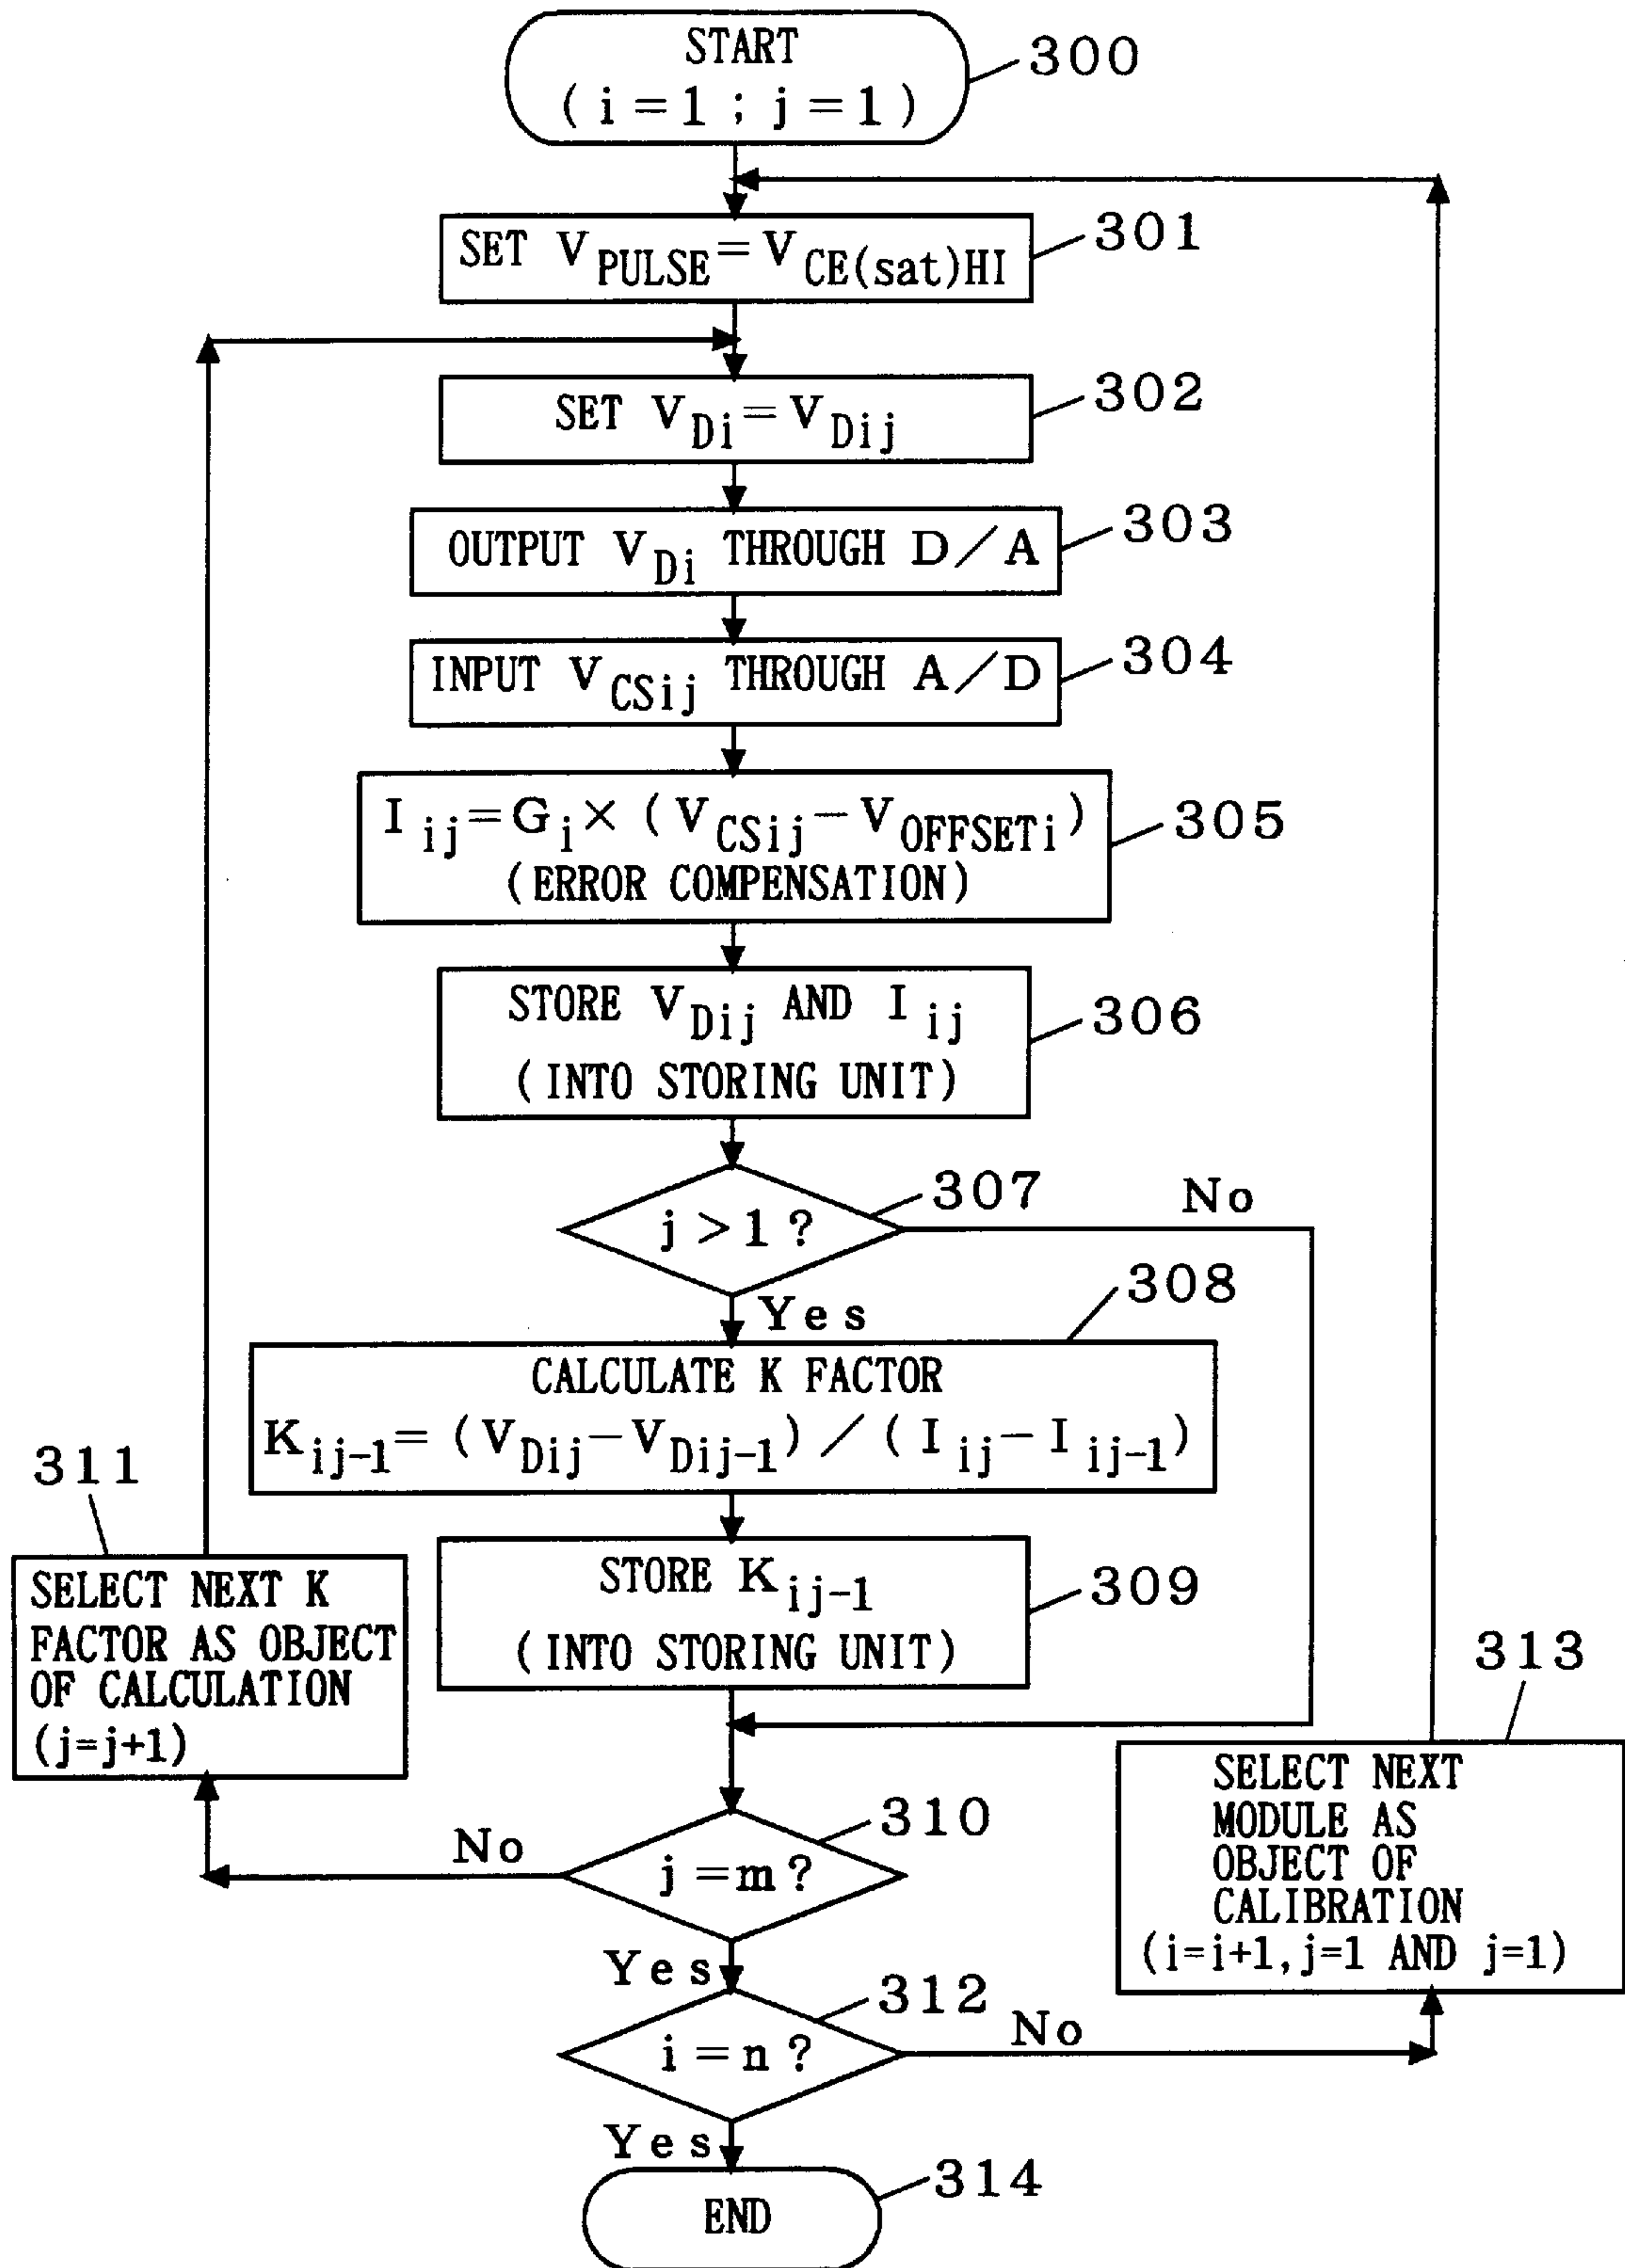 START
( i = 1 ; j = 1 )
300
SET V PULSE = V CE(sat)HI
301
SET V Di = V Dij
302
OUTPUT V Di THROUGH D/A
303
INPUT V CSij THROUGH A/D
304
I ij = G i × ( V CSij - V OFFSETi )
(ERROR COMPENSATION)
305
STORE V Dij AND I ij
(INTO STORING UNIT)
306
j > 1 ?
307
No
Yes
308
CALCULATE K FACTOR
K ij-1 = ( V Dij - V Dij-1 ) / ( I ij - I ij-1 )
311
SELECT NEXT K
FACTOR AS OBJECT
OF CALCULATION
(j=j+1)
STORE K ij-1
(INTO STORING UNIT)
309
313
SELECT NEXT
MODULE AS
OBJECT OF
CALIBRATION
(i=i+1, j=1 AND j=1)
310
j = m ?
No
Yes
312
i = n ?
No
Yes
END
314